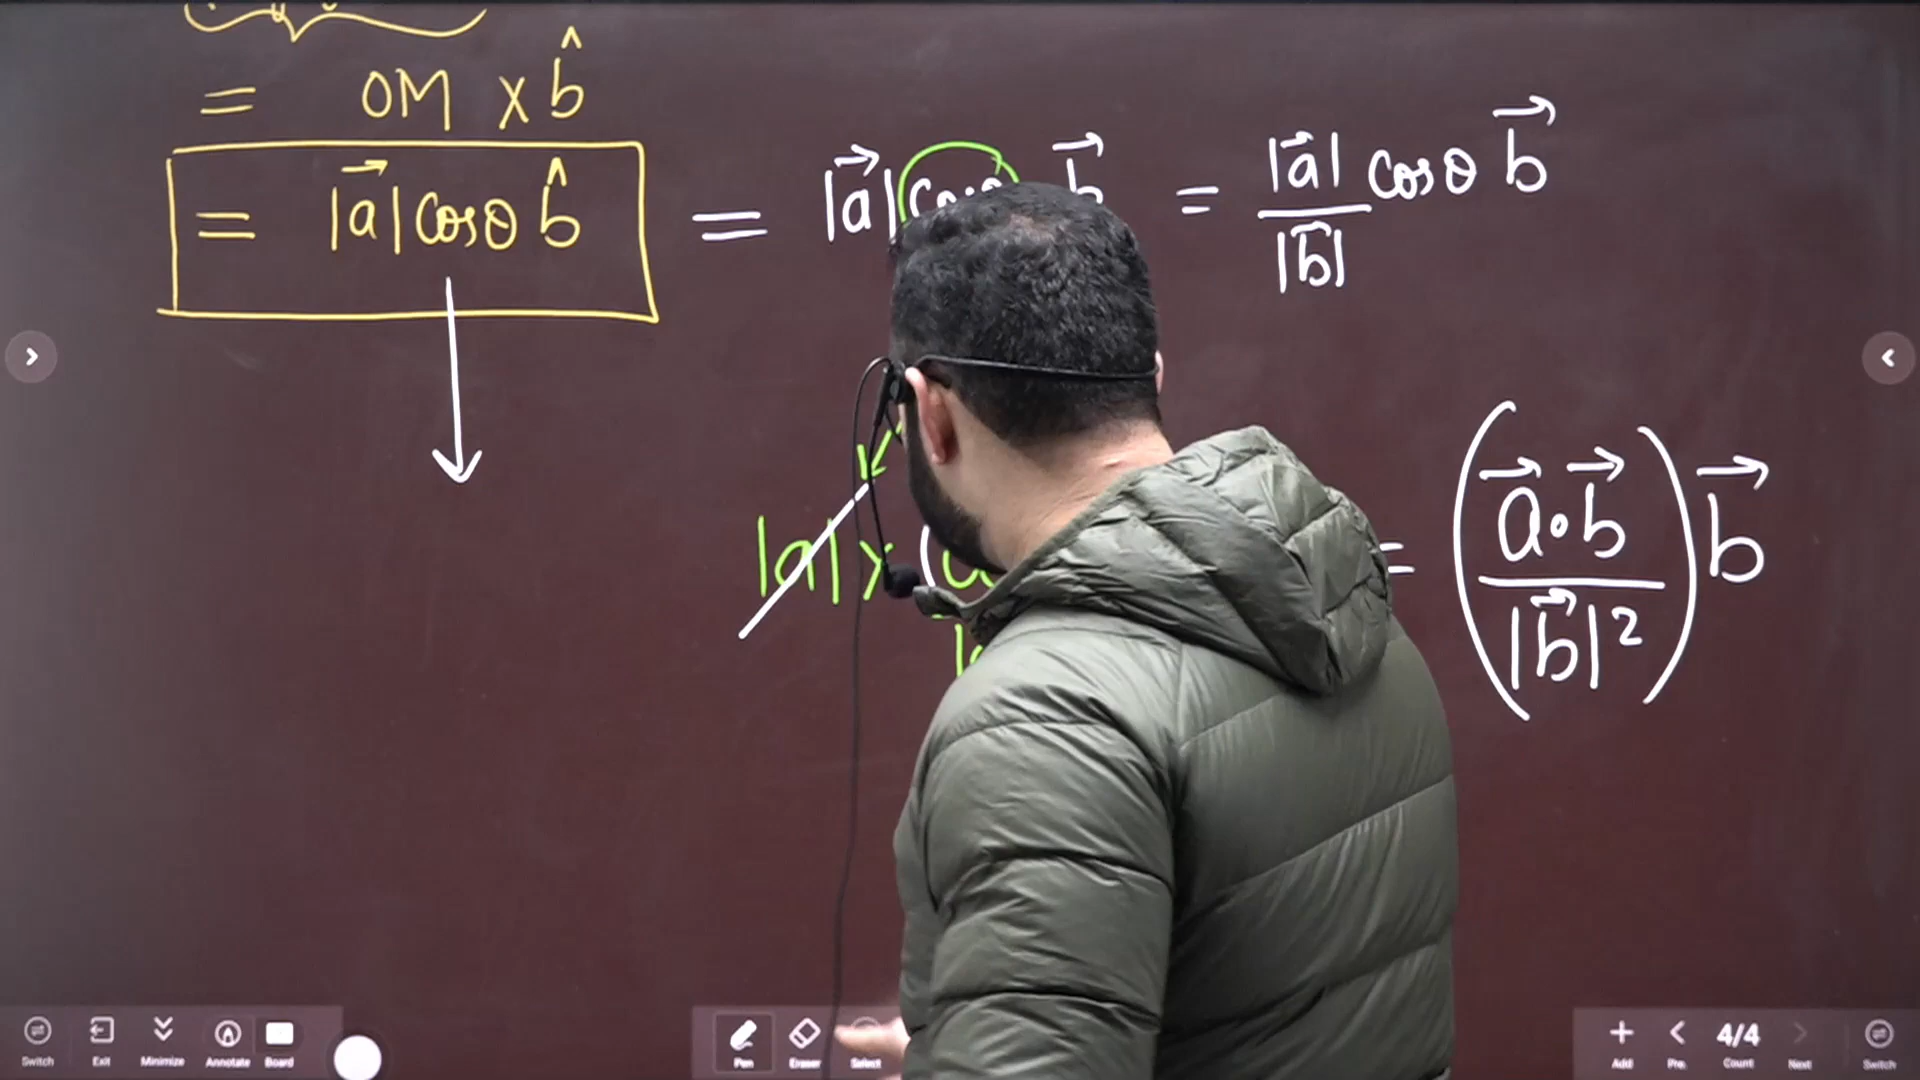 = OM × b̂
= |a⃗| cosθ b̂ = |a⃗| b⃗ = |a⃗| cosθ b⃗
|b⃗|
|a| ×
= (a⃗·b⃗ / |b⃗|²) b⃗
Switch Exit Minimize Annotate Board Pen Eraser Select Add Pre. 4/4 Count Next Switch